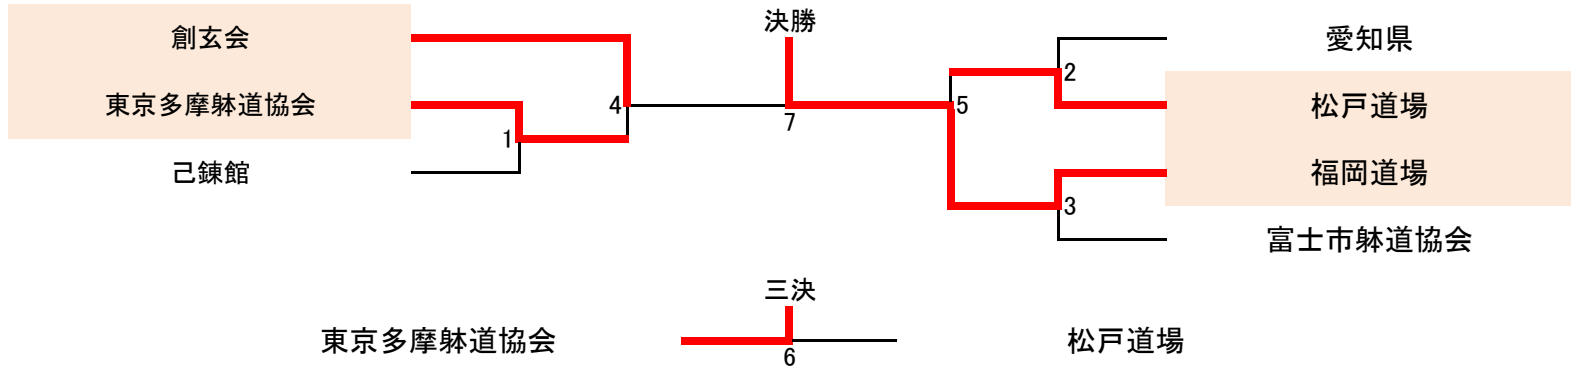 決勝
創玄会
愛知県
2
東京多摩躰道協会
4
5
松戸道場
7
1
己錬館
福岡道場
3
富士市躰道協会
三決
東京多摩躰道協会
松戸道場
6